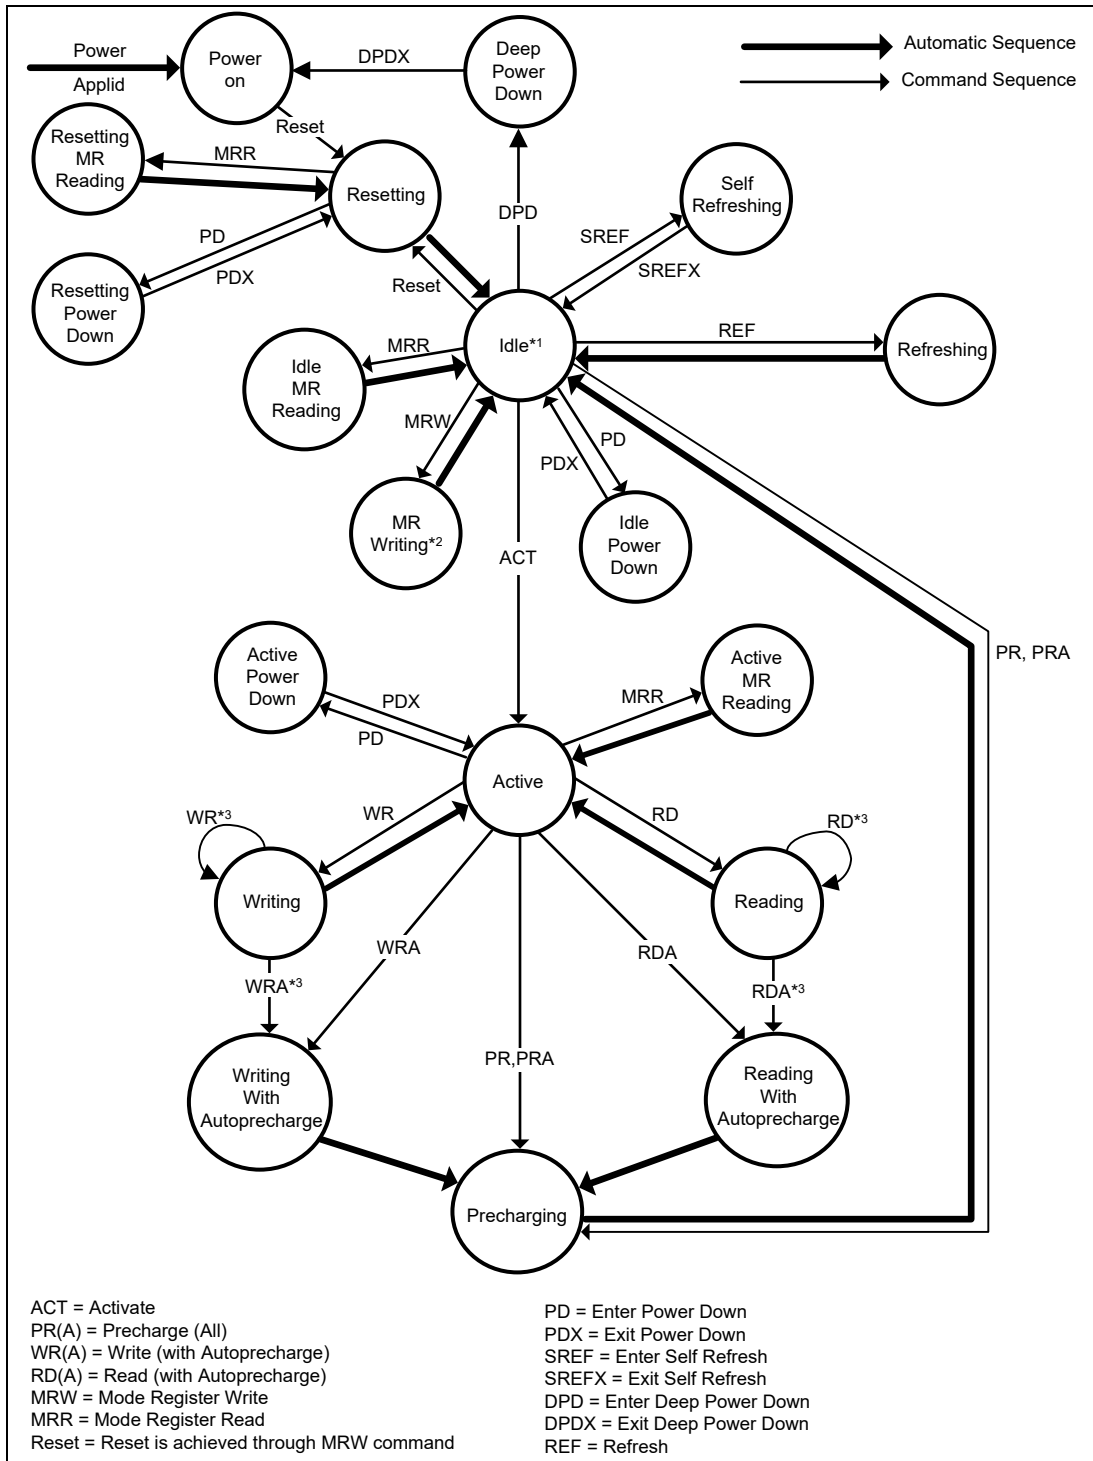 Power
Applid
Power
on
DPDX
Deep
Power
Down
Automatic Sequence
Command Sequence
Reset
Resetting
MR
Reading
MRR
Resetting
Self
Refreshing
DPD
PD
PDX
SREF
SREFX
Reset
Resetting
Power
Down
Idle*1
REF
Refreshing
MRR
Idle
MR
Reading
MRW
PD
PDX
MR
Writing*2
Idle
Power
Down
ACT
PR, PRA
Active
Power
Down
PDX
PD
MRR
Active
MR
Reading
Active
WR*3
WR
RD
RD*3
Writing
Reading
WRA
RDA
WRA*3
RDA*3
PR,PRA
Writing
With
Autoprecharge
Reading
With
Autoprecharge
Precharging
ACT = Activate
PR(A) = Precharge (All)
WR(A) = Write (with Autoprecharge)
RD(A) = Read (with Autoprecharge)
MRW = Mode Register Write
MRR = Mode Register Read
Reset = Reset is achieved through MRW command
PD = Enter Power Down
PDX = Exit Power Down
SREF = Enter Self Refresh
SREFX = Exit Self Refresh
DPD = Enter Deep Power Down
DPDX = Exit Deep Power Down
REF = Refresh